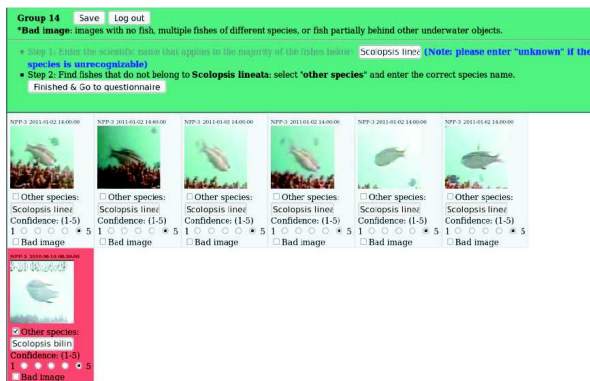 Group 14 Save Log out
*Bad image: images with no fish, multiple fishes of different species, or fish partially behind other underwater objects.
Step 1: Enter the scientific name that applies to the majority of the fishes below: Scolopsis linea (Note: please enter "unknown" if the
species is unrecognizable)
Step 2: Find fishes that do not belong to Scolopsis lineata: select "other species" and enter the correct species name.
Finished & Go to questionnaire
NPP-3 2011-01-02 14:00:00 NPP-3 2011-01-02 14:00:00 NPP-3 2011-01-02 14:00:00 NPP-3 2011-01-02 14:00:00 NPP-3 2011-01-02 14:00:00 NPP-3 2011-01-02 14:00:00
Other species: Other species: Other species: Other species: Other species: Other species:
Scolopsis linea Scolopsis linea Scolopsis linea Scolopsis linea Scolopsis linea Scolopsis linea
Confidence: (1-5) Confidence: (1-5) Confidence: (1-5) Confidence: (1-5) Confidence: (1-5) Confidence: (1-5)
1 5 1 5 1 5 1 5 1 5 1 5
Bad image Bad image Bad image Bad image Bad image Bad image
Other species:
Scolopsis bilin
Confidence: (1-5)
1 5
Bad image